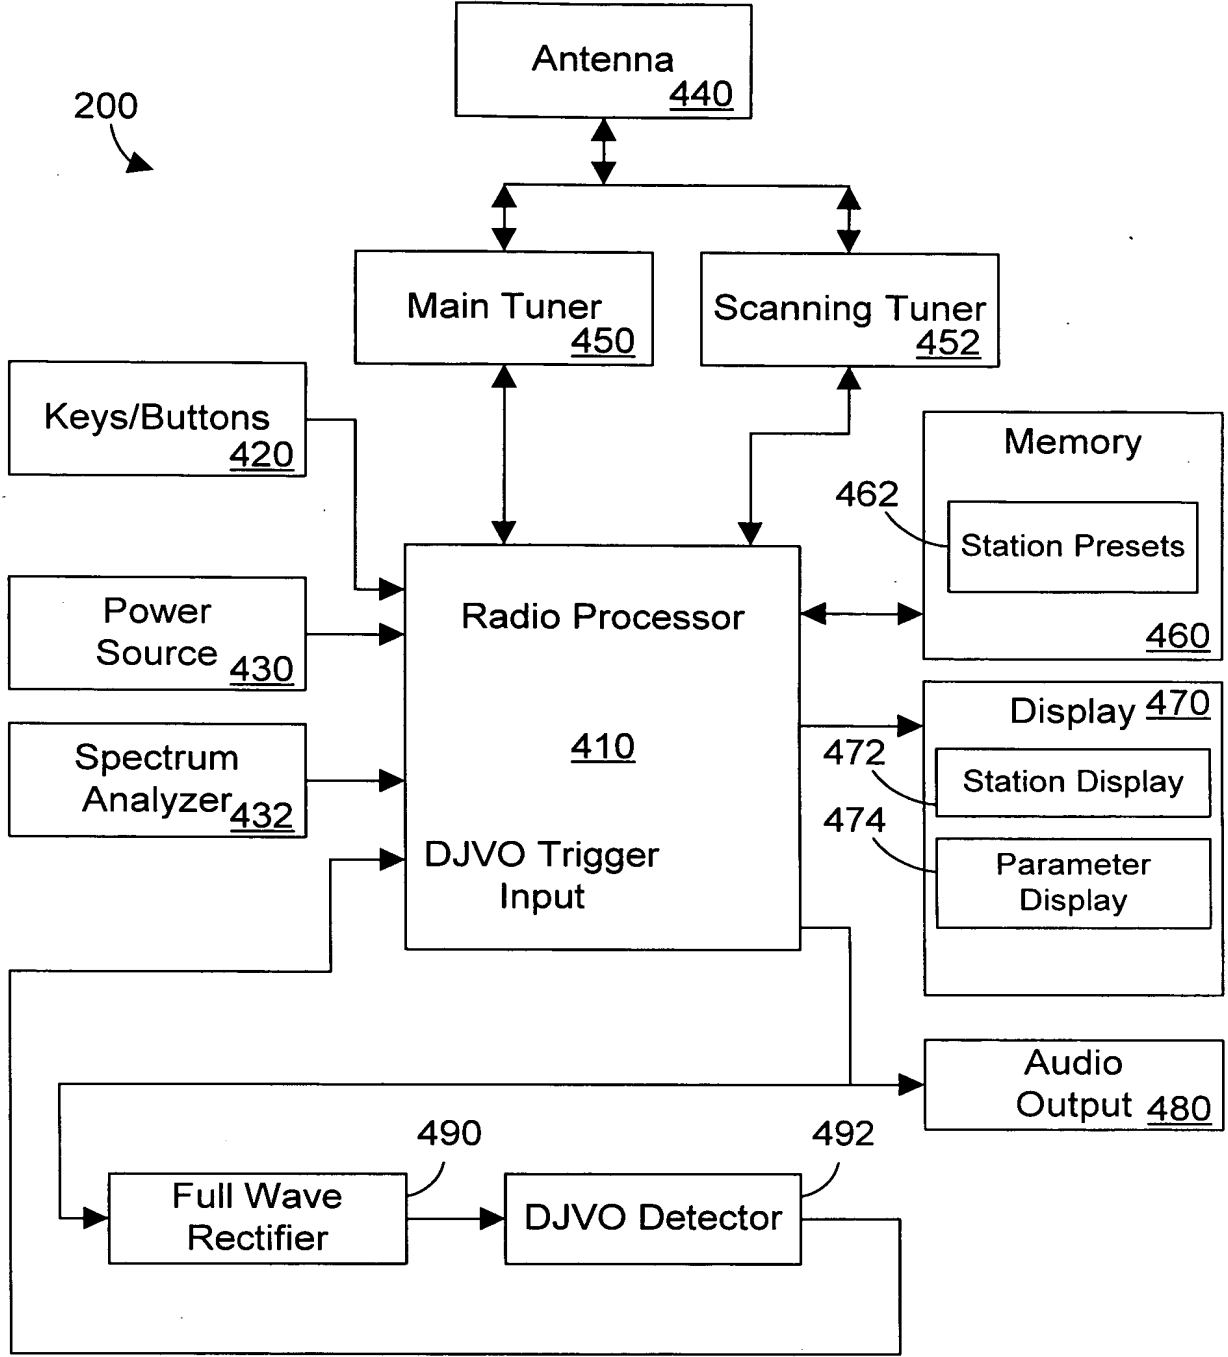 Antenna
440
200
Main Tuner
450
Scanning Tuner
452
Keys/Buttons
420
Memory
462
Station Presets
460
Power
Source
430
Radio Processor
410
Spectrum
Analyzer
432
Display
470
472
Station Display
474
Parameter
Display
DJVO Trigger
Input
Audio
Output
480
490
492
Full Wave
Rectifier
DJVO Detector